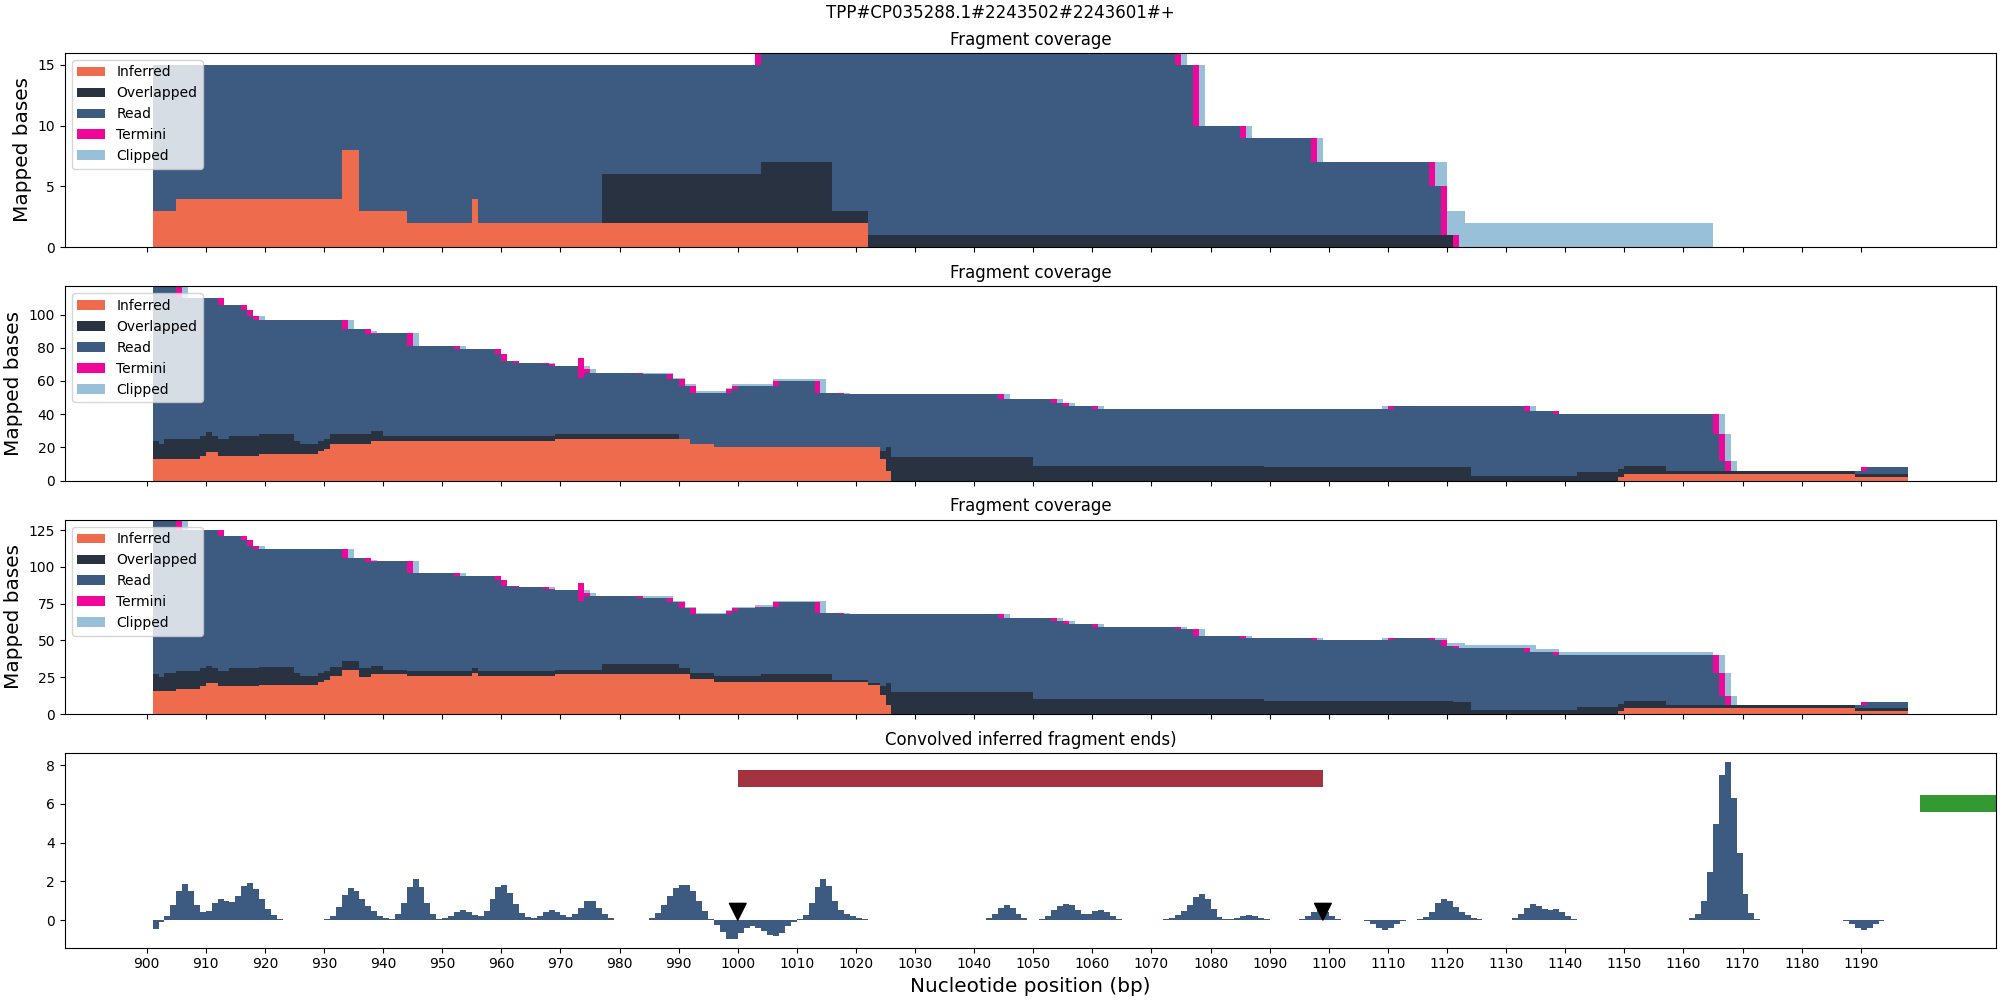 TPP#CP035288.1#2243502#2243601#+
Fragment coverage
Mapped bases
15
10
5
0
Inferred
Overlapped
Read
Termini
Clipped
Fragment coverage
Mapped bases
100
80
60
40
20
0
Inferred
Overlapped
Read
Termini
Clipped
Fragment coverage
Mapped bases
125
100
75
50
25
0
Inferred
Overlapped
Read
Termini
Clipped
Convolved inferred fragment ends)
8
6
4
2
0
900 910 920 930 940 950 960 970 980 990 1000 1010 1020 1030 1040 1050 1060 1070 1080 1090 1100 1110 1120 1130 1140 1150 1160 1170 1180 1190
Nucleotide position (bp)